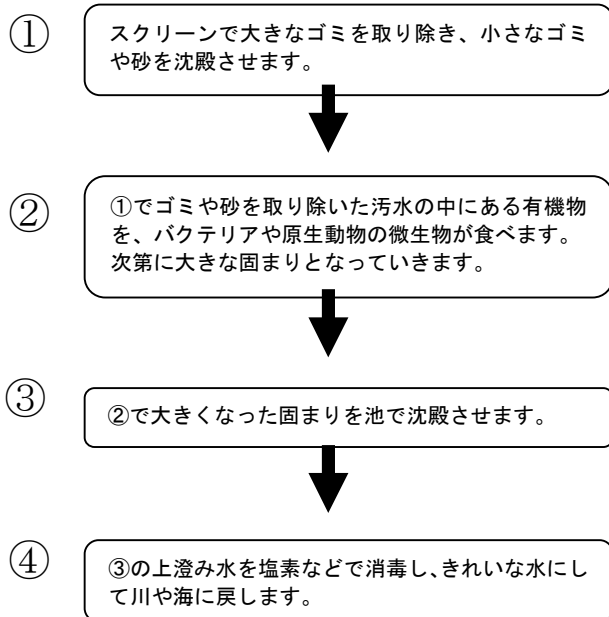 ①
スクリーンで大きなゴミを取り除き、小さなゴミ
や砂を沈殿させます。
②
①でゴミや砂を取り除いた汚水の中にある有機物
を、バクテリアや原生動物の微生物が食べます。
次第に大きな固まりとなっていきます。
③
②で大きくなった固まりを池で沈殿させます。
④
③の上澄み水を塩素などで消毒し、きれいな水にし
て川や海に戻します。